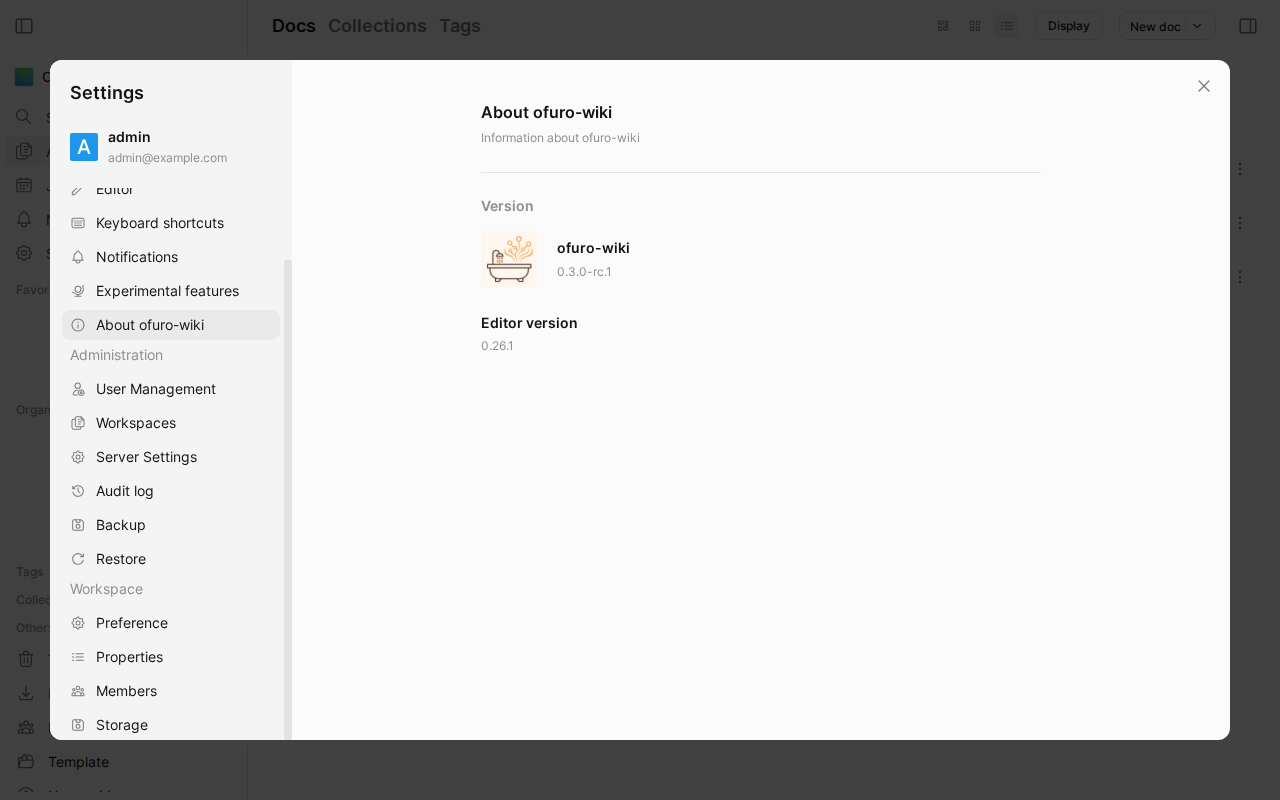 Docs Collections Tags
Display
New doc
Settings
A
admin
admin@example.com
Editor
Keyboard shortcuts
Notifications
Experimental features
About ofuro-wiki
Administration
User Management
Workspaces
Server Settings
Audit log
Backup
Restore
Workspace
Preference
Properties
Members
Storage
About ofuro-wiki
Information about ofuro-wiki
Version
ofuro-wiki
0.3.0-rc.1
Editor version
0.26.1
Tags
Template